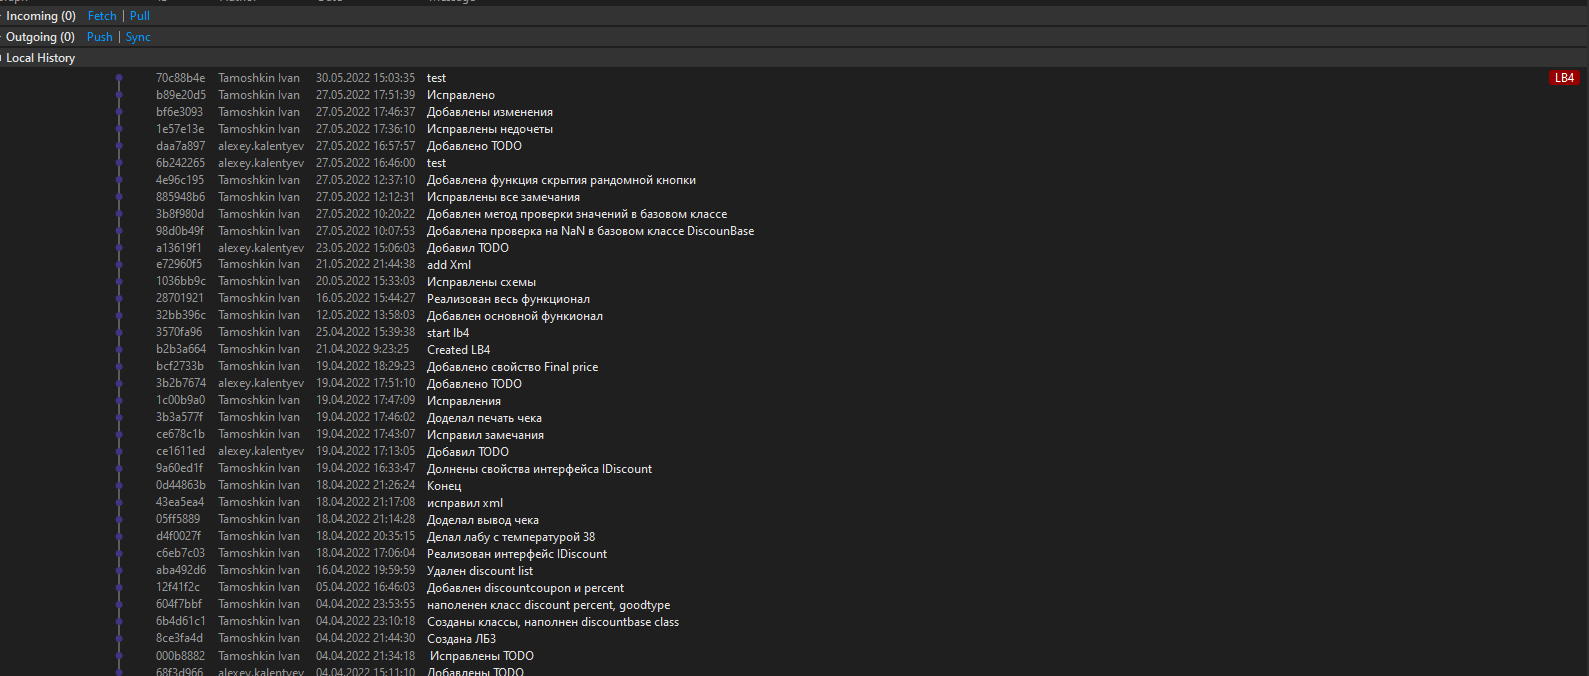 Incoming (0) Fetch | Pull
Outgoing (0) Push | Sync
Local History
70c88b4e Tamoshkin Ivan 30.05.2022 15:03:35 test LB4
b89e20d5 Tamoshkin Ivan 27.05.2022 17:51:39 Исправлено
bf6e3093 Tamoshkin Ivan 27.05.2022 17:46:37 Добавлены изменения
1e57e13e Tamoshkin Ivan 27.05.2022 17:36:10 Исправлены недочеты
daa7a897 alexey.kalentyev 27.05.2022 16:57:57 Добавлено TODO
6b242265 alexey.kalentyev 27.05.2022 16:46:00 test
4e96c195 Tamoshkin Ivan 27.05.2022 12:37:10 Добавлена функция скрытия рандомной кнопки
885948b6 Tamoshkin Ivan 27.05.2022 12:12:31 Исправлены все замечания
3b8f980d Tamoshkin Ivan 27.05.2022 10:20:22 Добавлен метод проверки значений в базовом классе
98d0b49f Tamoshkin Ivan 27.05.2022 10:07:53 Добавлена проверка на NaN в базовом классе DiscounBase
a13619f1 alexey.kalentyev 23.05.2022 15:06:03 Добавил TODO
e72960f5 Tamoshkin Ivan 21.05.2022 21:44:38 add Xml
1036bb9c Tamoshkin Ivan 20.05.2022 15:33:03 Исправлены схемы
28701921 Tamoshkin Ivan 16.05.2022 15:44:27 Реализован весь функционал
32bb396c Tamoshkin Ivan 12.05.2022 13:58:03 Добавлен основной функионал
3570fa96 Tamoshkin Ivan 25.04.2022 15:39:38 start lb4
b2b3a664 Tamoshkin Ivan 21.04.2022 9:23:25 Created LB4
bcf2733b Tamoshkin Ivan 19.04.2022 18:29:23 Добавлено свойство Final price
3b2b7674 alexey.kalentyev 19.04.2022 17:51:10 Добавлено TODO
1c00b9a0 Tamoshkin Ivan 19.04.2022 17:47:09 Исправления
3b3a577f Tamoshkin Ivan 19.04.2022 17:46:02 Доделал печать чека
ce678c1b Tamoshkin Ivan 19.04.2022 17:43:07 Исправил замечания
ce1611ed alexey.kalentyev 19.04.2022 17:13:05 Добавил TODO
9a60ed1f Tamoshkin Ivan 19.04.2022 16:33:47 Долнены свойства интерфейса IDiscount
0d44863b Tamoshkin Ivan 18.04.2022 21:26:24 Конец
43ea5ea4 Tamoshkin Ivan 18.04.2022 21:17:08 исправил xml
05ff5889 Tamoshkin Ivan 18.04.2022 21:14:28 Доделал вывод чека
d4f0027f Tamoshkin Ivan 18.04.2022 20:35:15 Делал лабу с температурой 38
c6eb7c03 Tamoshkin Ivan 18.04.2022 17:06:04 Реализован интерфейс IDiscount
aba492d6 Tamoshkin Ivan 16.04.2022 19:59:59 Удален discount list
12f41f2c Tamoshkin Ivan 05.04.2022 16:46:03 Добавлен discountcoupon и percent
604f7bbf Tamoshkin Ivan 04.04.2022 23:53:55 наполенен класс discount percent, goodtype
6b4d61c1 Tamoshkin Ivan 04.04.2022 23:10:18 Созданы классы, наполнен discountbase class
8ce3fa4d Tamoshkin Ivan 04.04.2022 21:44:30 Создана ЛБ3
000b8882 Tamoshkin Ivan 04.04.2022 21:34:18 Исправлены TODO
68f3d966 alexey.kalentyev 04.04.2022 15:11:10 Добавлены TODO